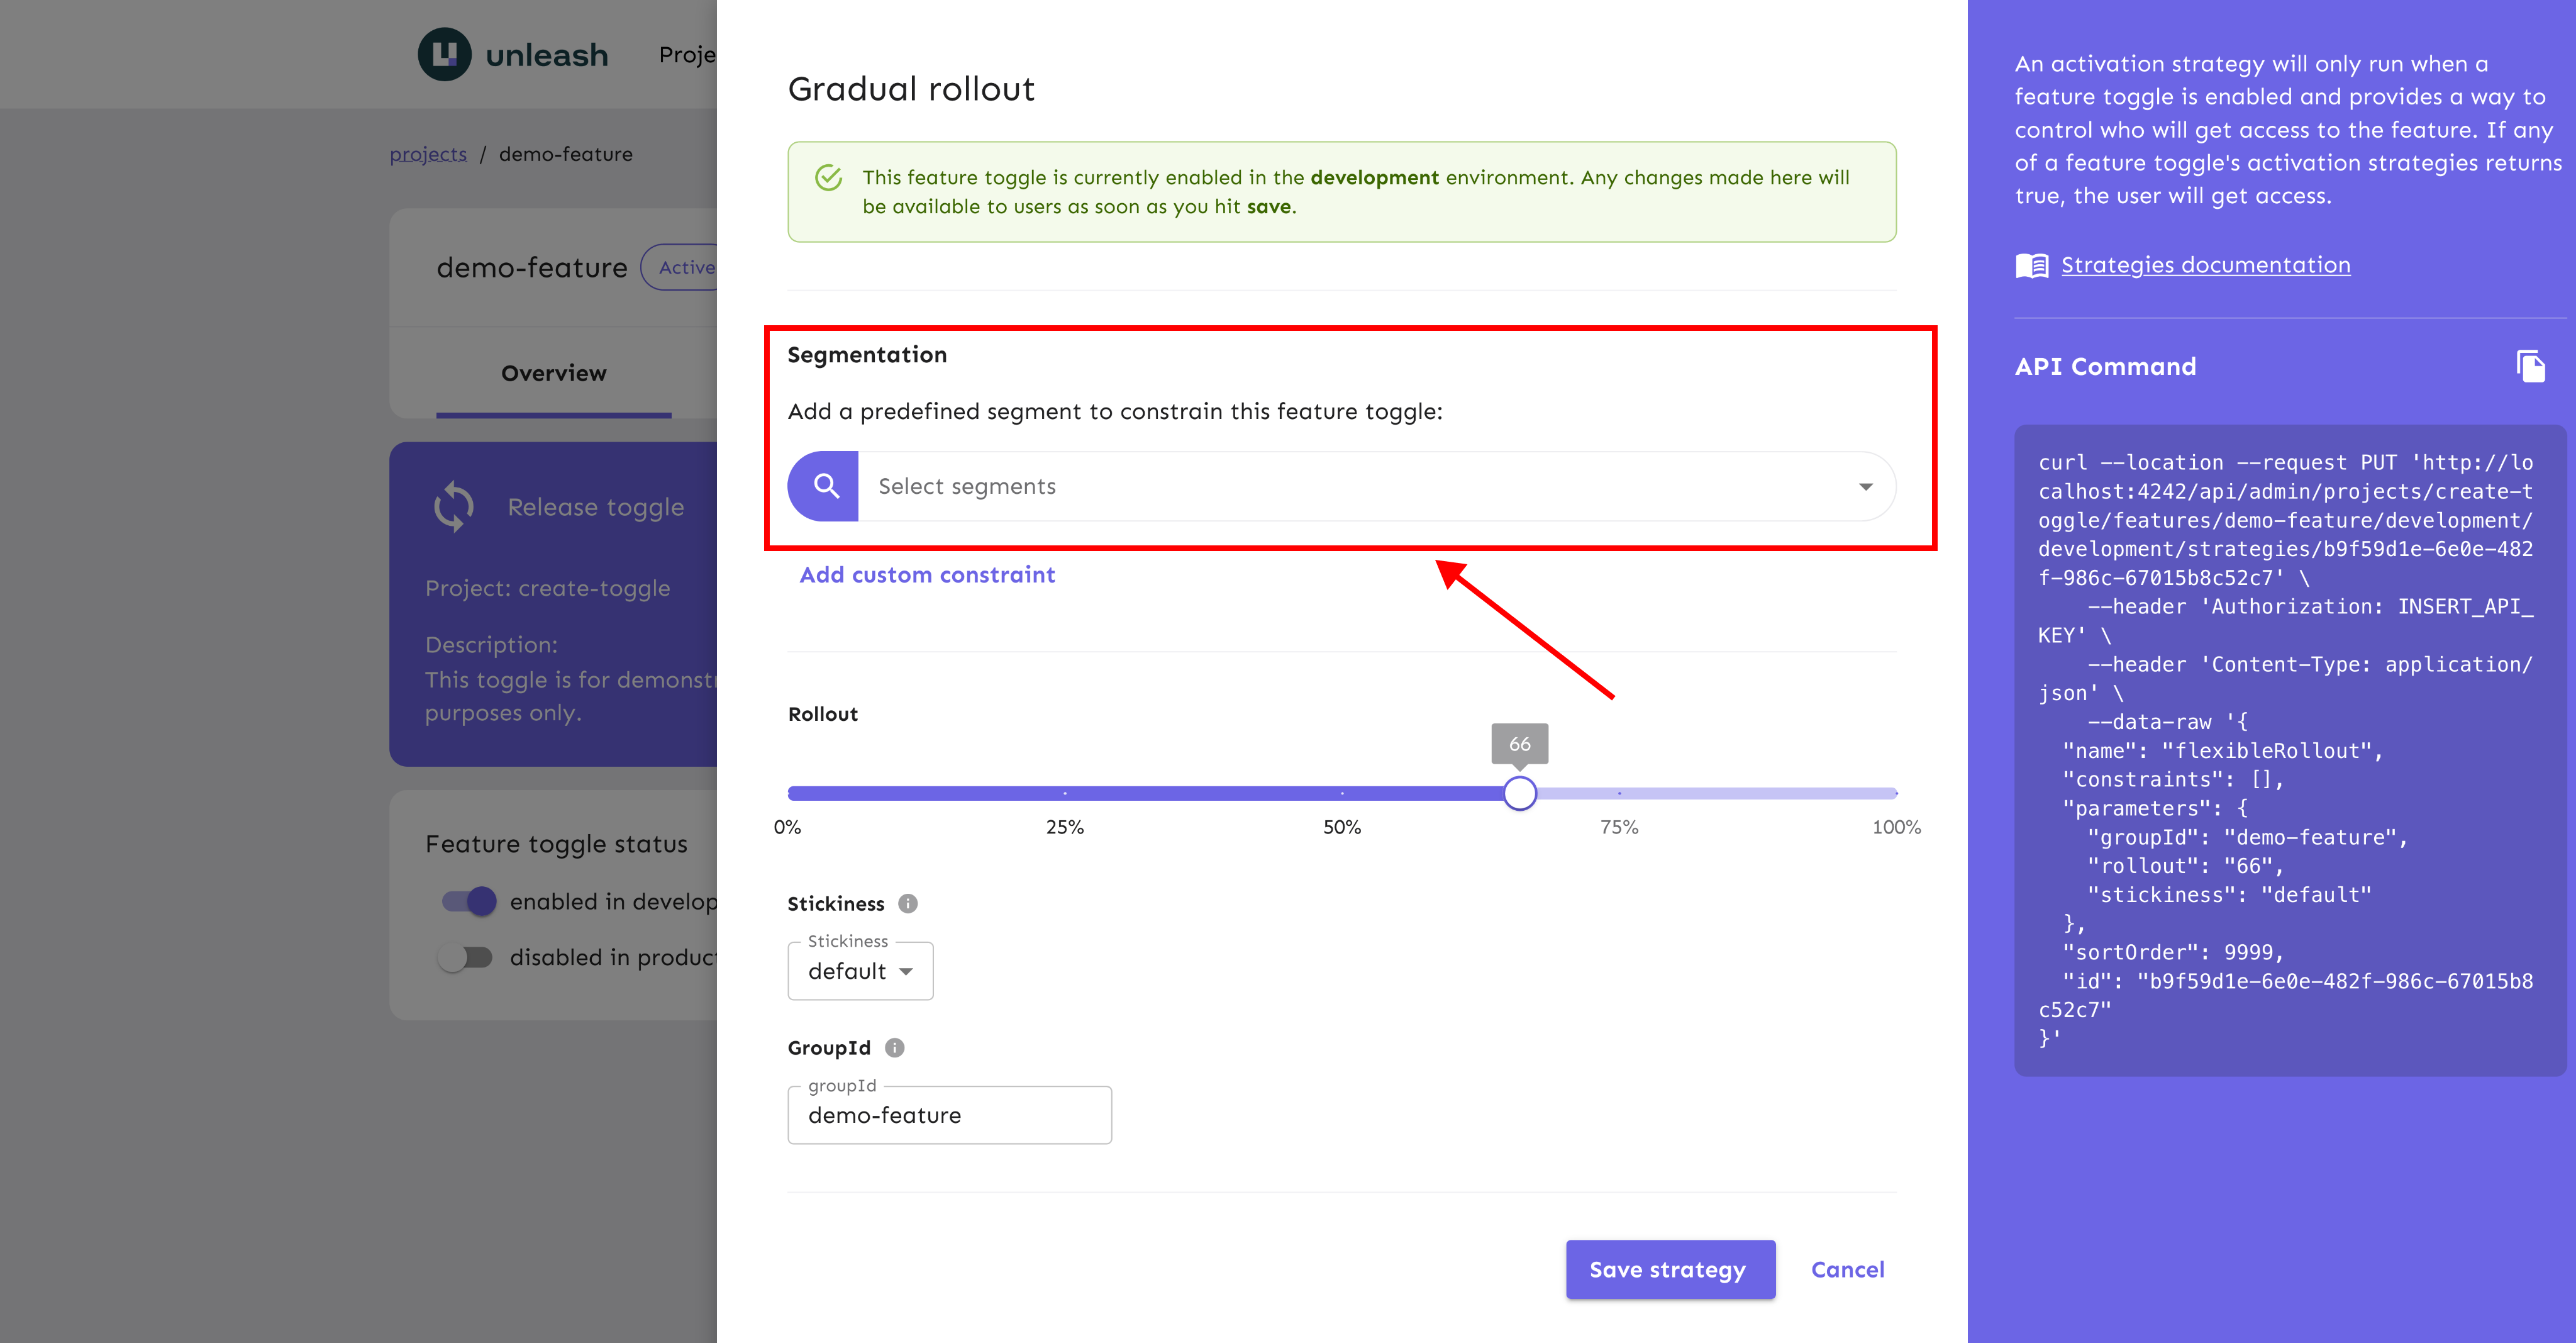 unleash
Proje
projects / demo-feature
demo-feature
Active
Overview
Release toggle
Project: create-toggle
Description:
This toggle is for demonst
purposes only.
Feature toggle status
enabled in develop
disabled in produc
Gradual rollout
This feature toggle is currently enabled in the development environment. Any changes made here will
be available to users as soon as you hit save.
Segmentation
Add a predefined segment to constrain this feature toggle:
Select segments
Add custom constraint
Rollout
66
0%
25%
50%
75%
100%
Stickiness
Stickiness
default
GroupId
groupId
demo-feature
Save strategy
Cancel
An activation strategy will only run when a
feature toggle is enabled and provides a way to
control who will get access to the feature. If any
of a feature toggle's activation strategies returns
true, the user will get access.
Strategies documentation
API Command
curl --location --request PUT 'http://lo
calhost:4242/api/admin/projects/create-t
oggle/features/demo-feature/development/
development/strategies/b9f59d1e-6e0e-482
f-986c-67015b8c52c7' \
--header 'Authorization: INSERT_API_
KEY' \
--header 'Content-Type: application/
json' \
--data-raw '{
"name": "flexibleRollout",
"constraints": [],
"parameters": {
"groupId": "demo-feature",
"rollout": "66",
"stickiness": "default"
},
"sortOrder": 9999,
"id": "b9f59d1e-6e0e-482f-986c-67015b8
c52c7"
}'